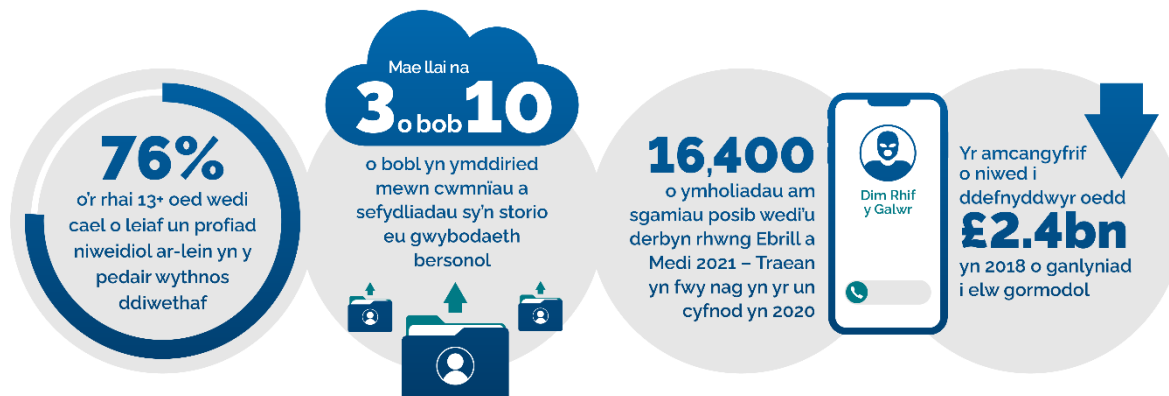 76%
o'r rhai 13+ oed wedi
cael o leiaf un profiad
niweidiol ar-lein yn y
pedair wythnos
ddiwethaf
Mae llai na
3 o bob 10
o bobl yn ymddiried
mewn cwmnïau a
sefydliadau sy'n storio
eu gwybodaeth
bersonol
16,400
o ymholiadau am
sgamiau posib wedi'u
derbyn rhwng Ebrill a
Medi 2021 – Traean
yn fwy nag yn yr un
cyfnod yn 2020
Dim Rhif
y Galwr
Yr amcangyfrif
o niwed i
ddefnyddwyr oedd
£2.4bn
yn 2018 o ganlyniad
i elw gormodol